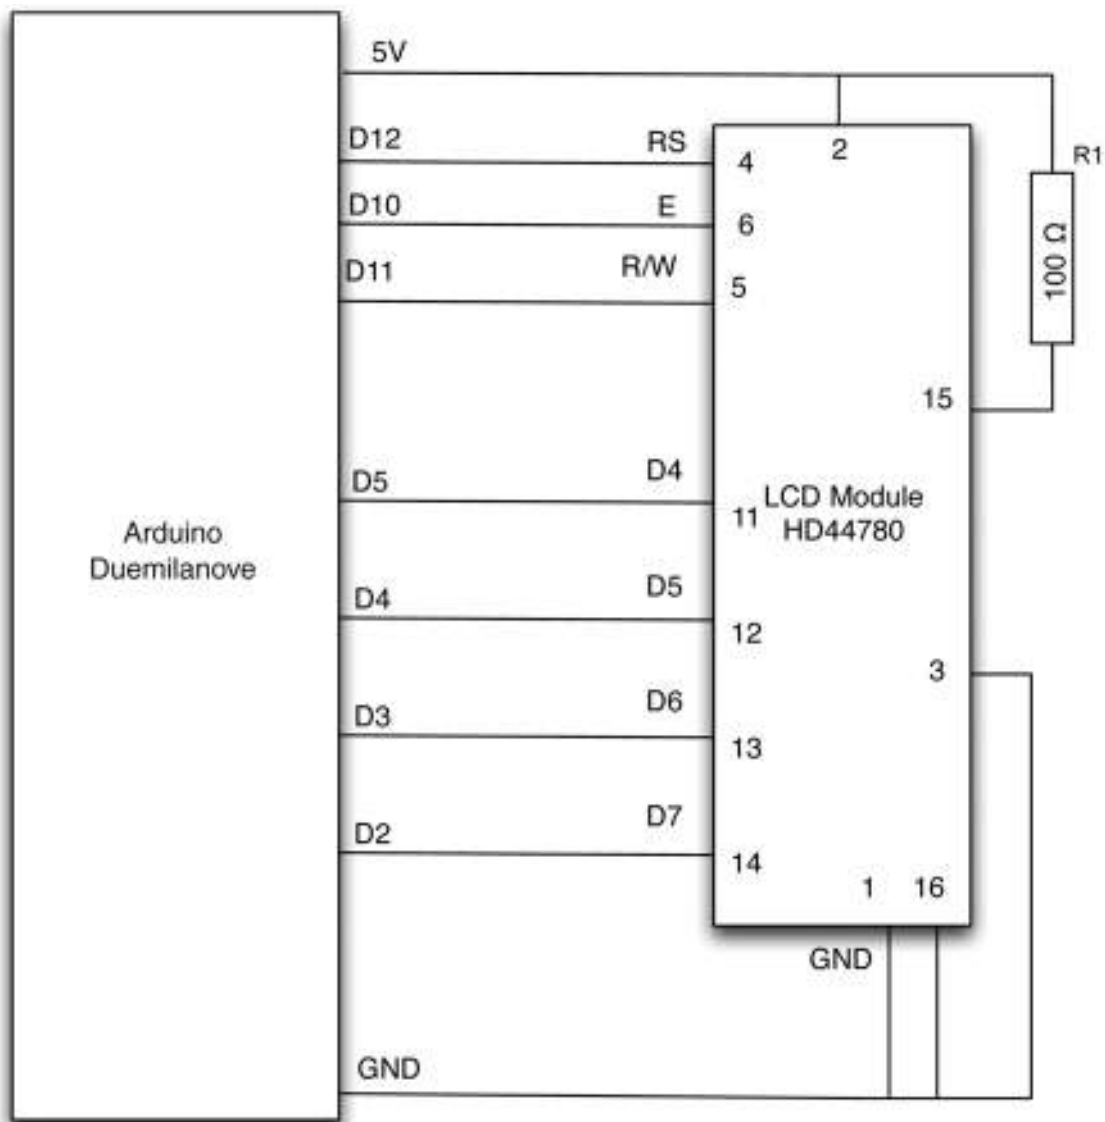 5V
D12
RS
4
2
R1
D10
E
6
D11
R/W
5
100 Ω
15
D5
D4
11
LCD Module
HD44780
Arduino
Duemilanove
D4
D5
12
3
D3
D6
13
D2
D7
14
1
16
GND
GND